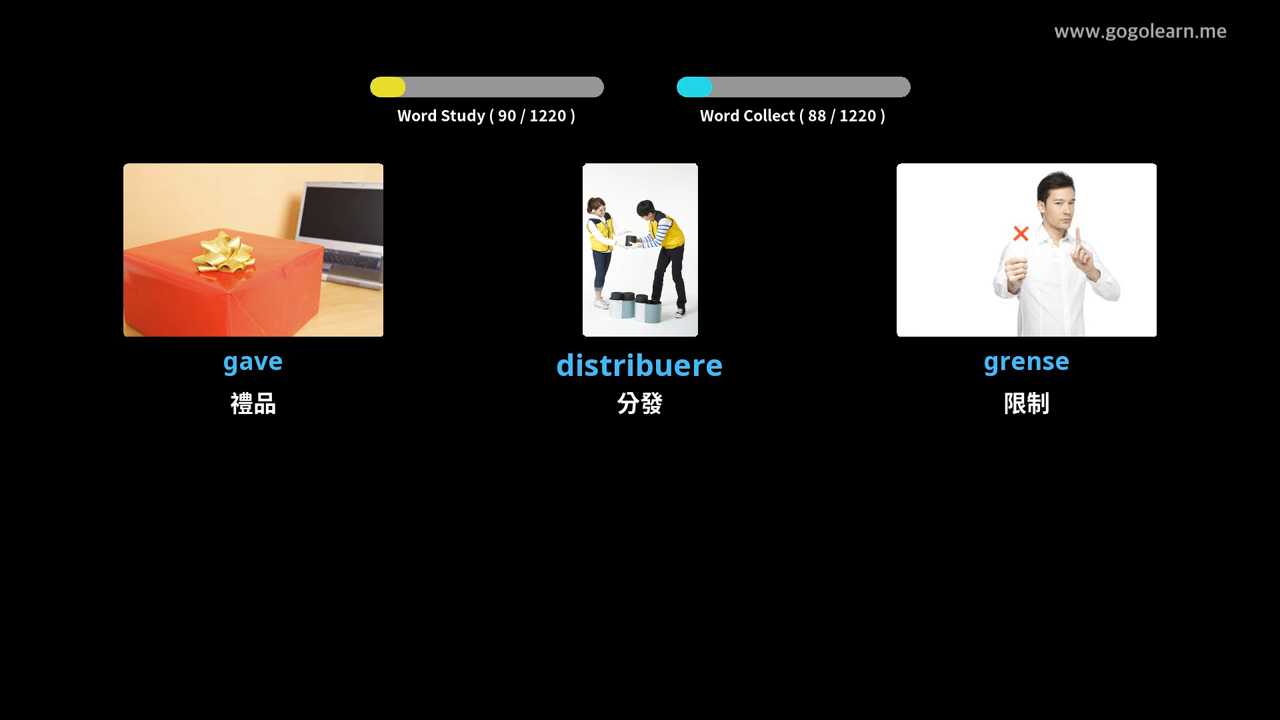 www.gogolearn.me
Word Study ( 90 / 1220 )
Word Collect ( 88 / 1220 )
gave
禮品
distribuere
分發
grense
限制